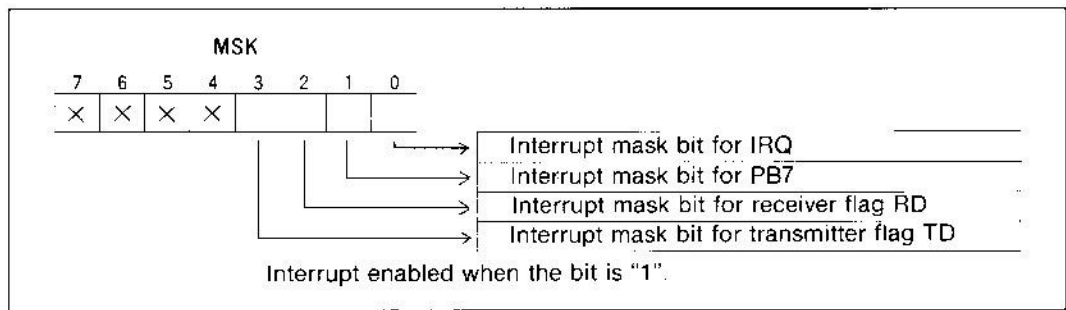 MSK
7 6 5 4 3 2 1 0
× × × ×
Interrupt mask bit for IRQ
Interrupt mask bit for PB7
Interrupt mask bit for receiver flag RD
Interrupt mask bit for transmitter flag TD
Interrupt enabled when the bit is “1”.